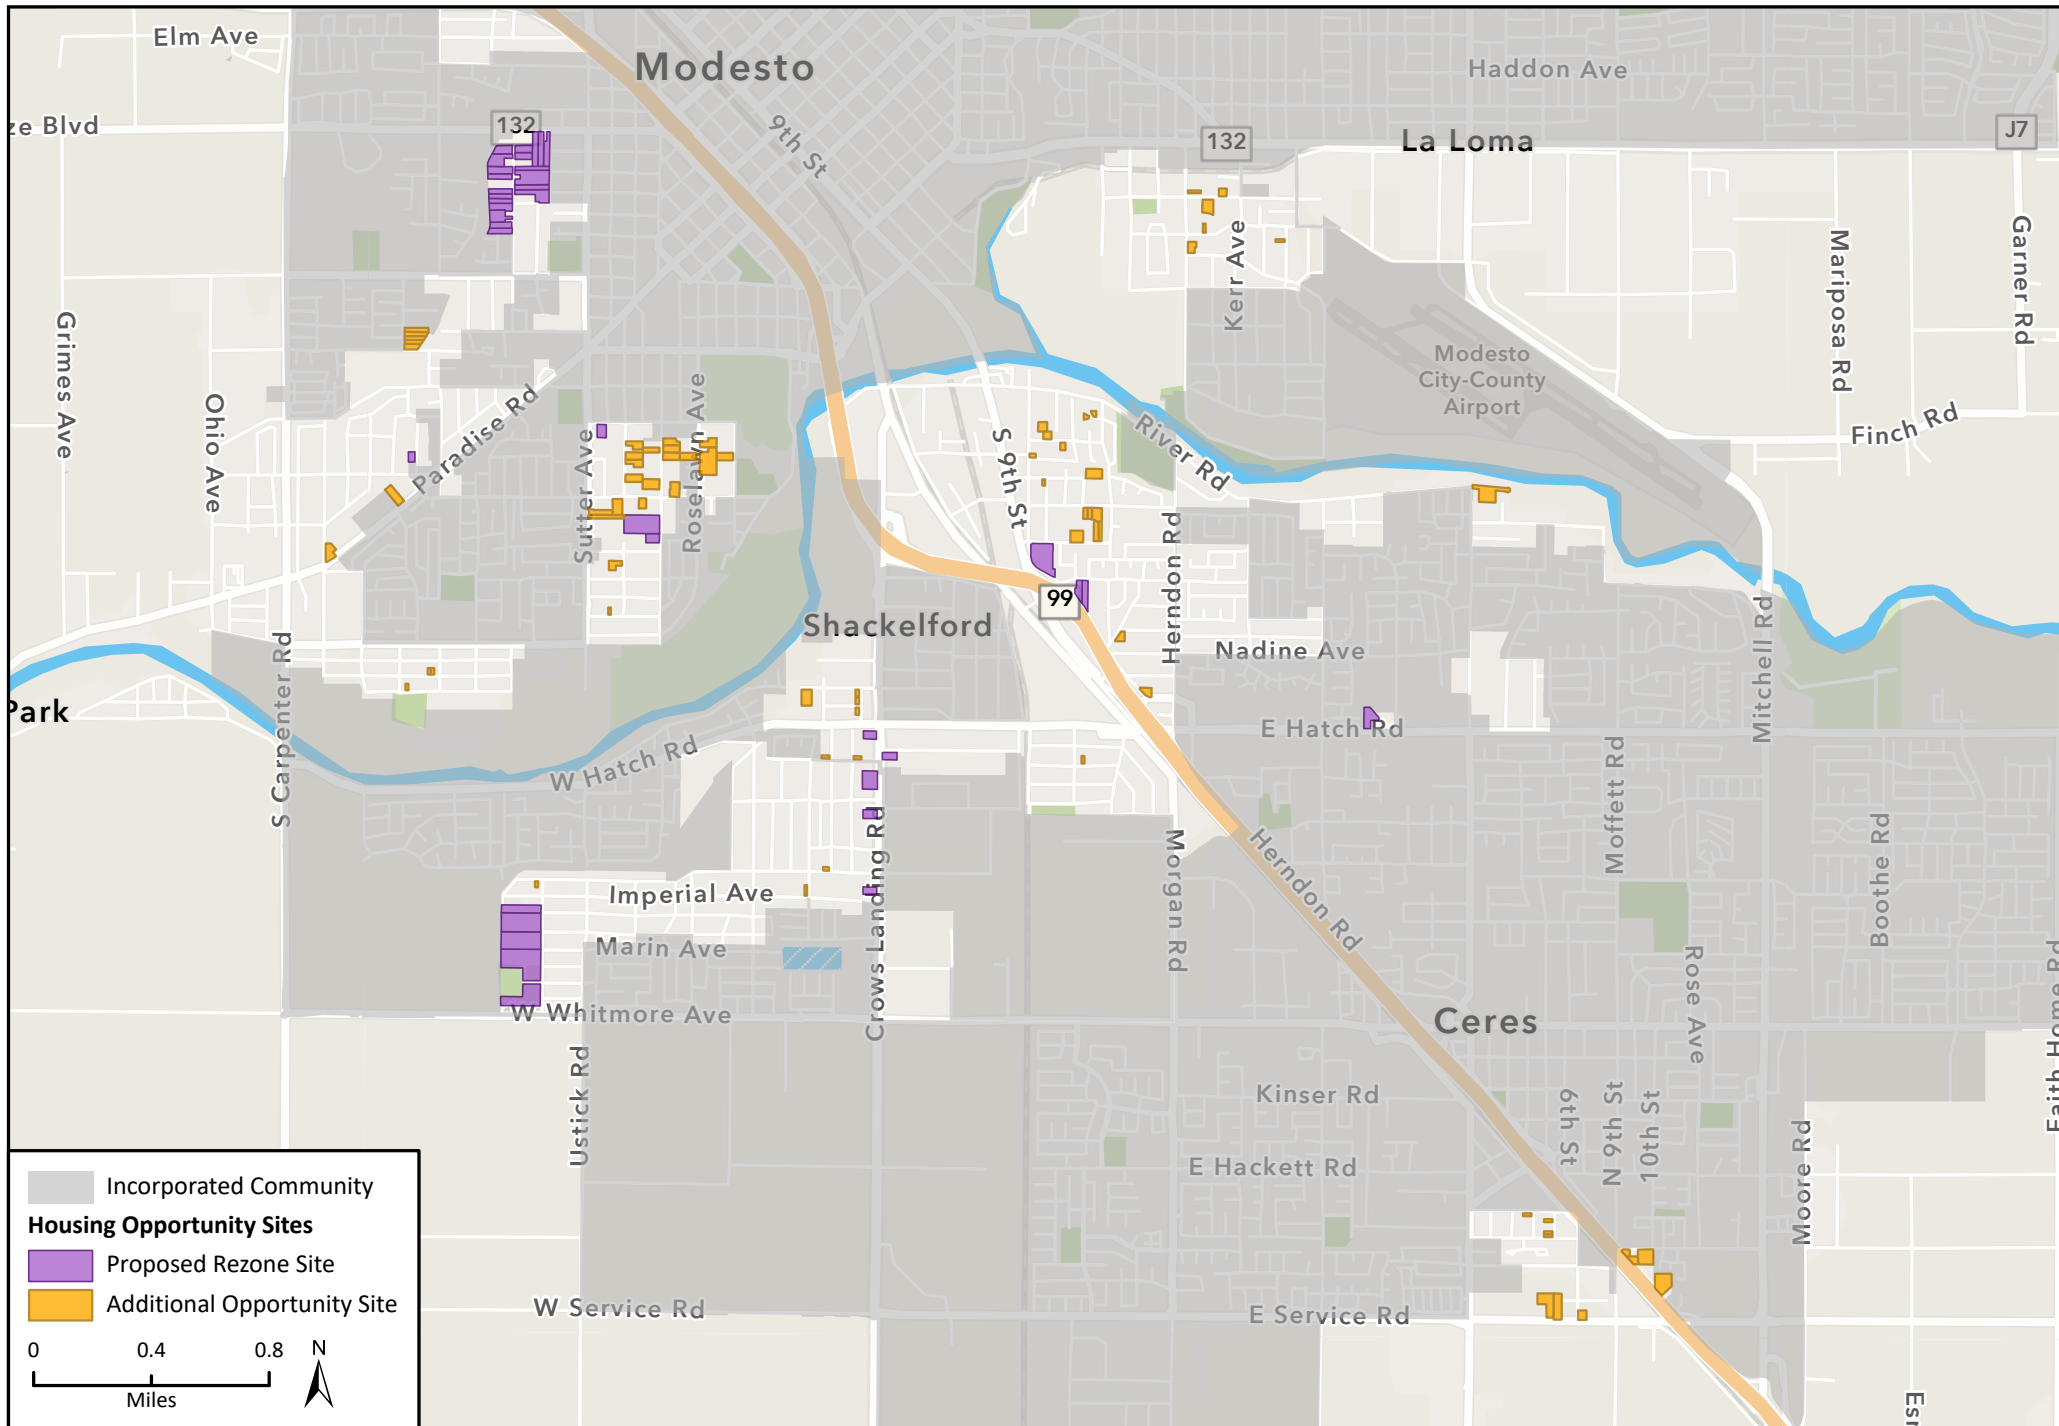 Elm Ave
Modesto
Haddon Ave
ze Blvd
132
9th St
132
La Loma
J7
Kerr Ave
Mariposa Rd
Garner Rd
Grimes Ave
Ohio Ave
Paradise Rd
Sutter Ave
Roselawn Ave
S 9th St
River Rd
Modesto
City-County
Airport
Finch Rd
Herndon Rd
99
Shackelford
Nadine Ave
Mitchell Rd
Park
S Carpenter Rd
W Hatch Rd
E Hatch Rd
Moffett Rd
Boothe Rd
Crows Landing Rd
Morgan Rd
Herndon Rd
Imperial Ave
Marin Ave
W Whitmore Ave
Rose Ave
Faith Home Rd
Ceres
Ustick Rd
Kinser Rd
6th St
N 9th St
10th St
Moore Rd
E Hackett Rd
W Service Rd
E Service Rd
Esm
Incorporated Community
Housing Opportunity Sites
Proposed Rezone Site
Additional Opportunity Site
0 0.4 0.8
Miles
N